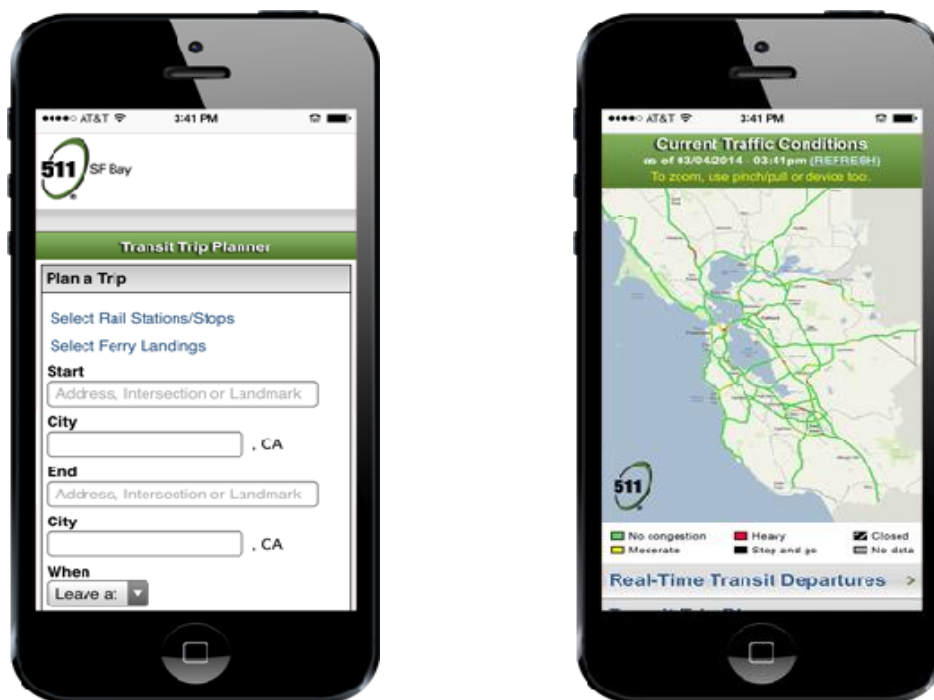 AT&T 3:41 PM
511 SF Bay
Transit Trip Planner
Plan a Trip
Select Rail Stations/Stops
Select Ferry Landings
Start
Address, Intersection or Landmark
City
, CA
End
Address, Intersection or Landmark
City
, CA
When
Leave at
AT&T 3:41 PM
Current Traffic Conditions
as of 03/04/2014 - 03:41pm (REFRESH)
To zoom, use pinch/pull or device too.
511
No congestion Heavy Closed
Moderate Stop and go No data
Real-Time Transit Departures >